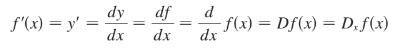 f'(x) = y' = dy/dx = df/dx = d/dx f(x) = Df(x) = Dₓf(x)